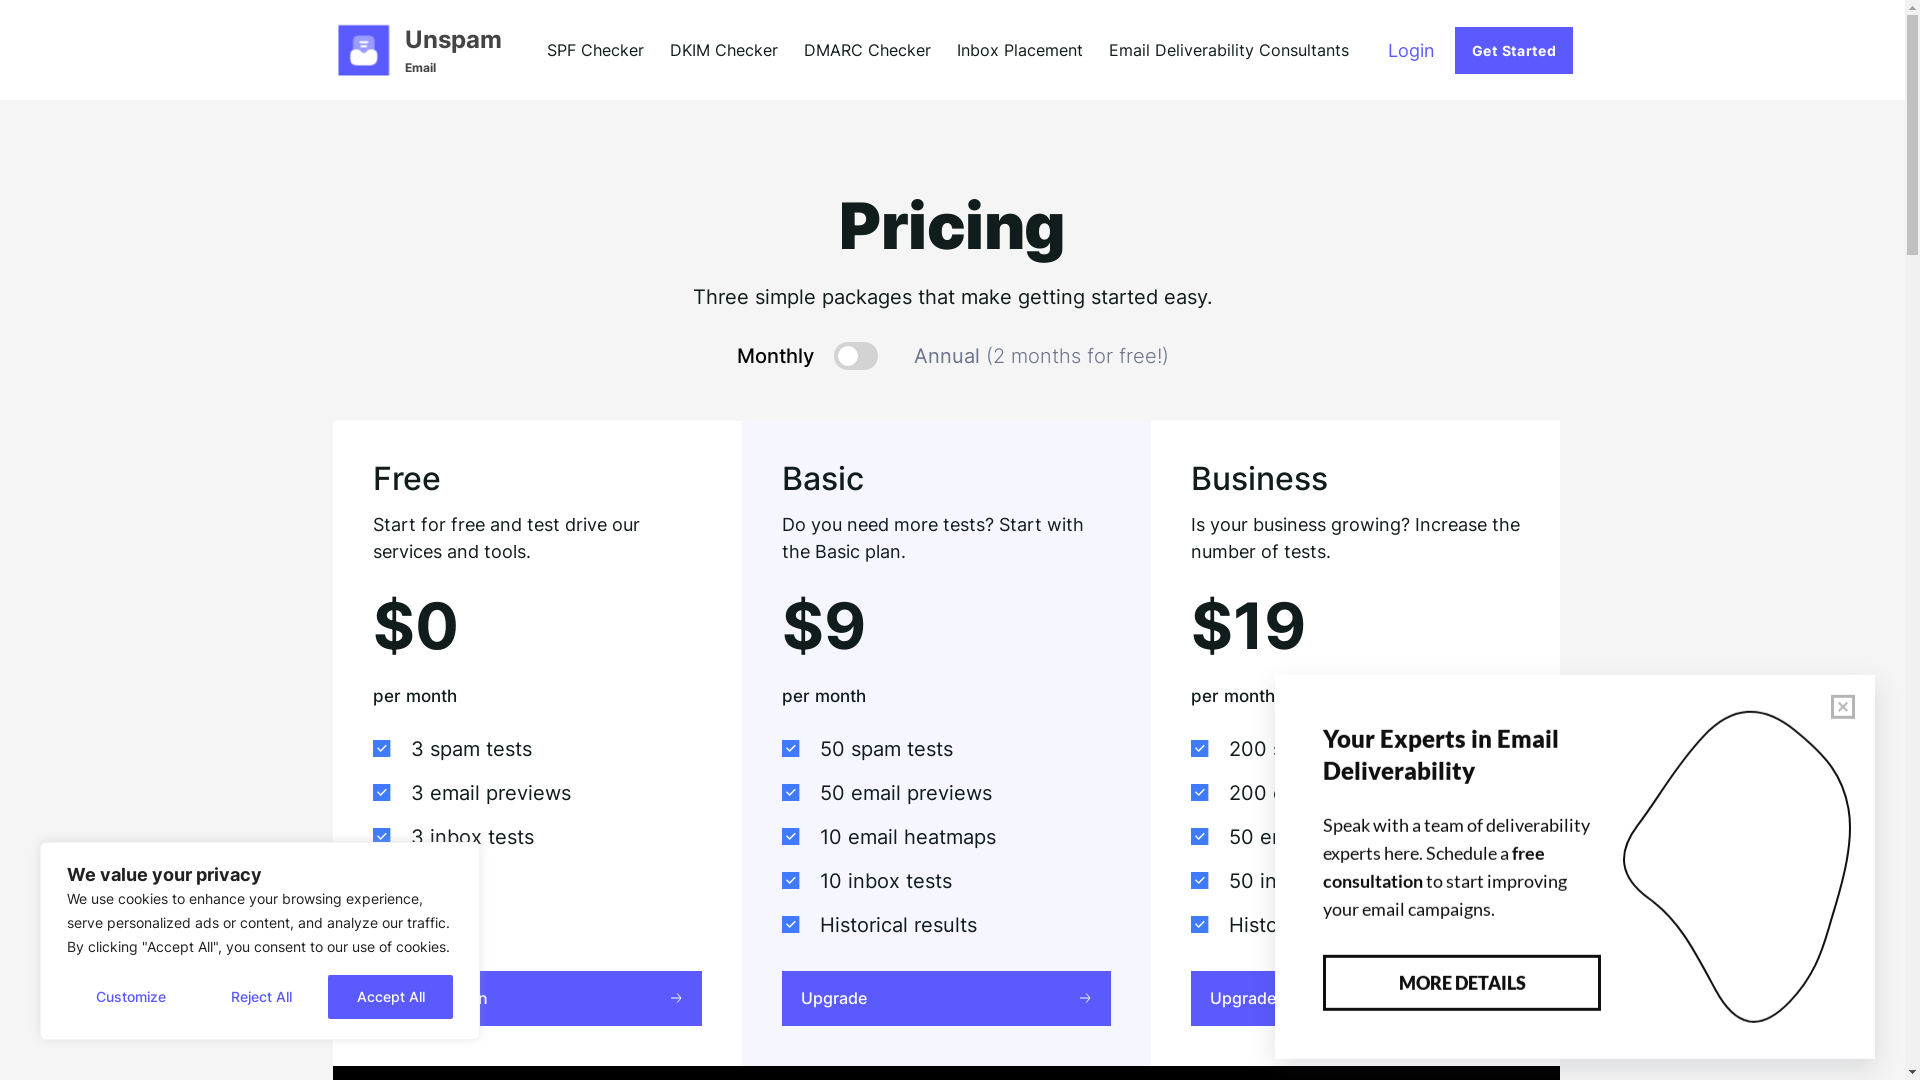 Unspam
Email
SPF Checker
DKIM Checker
DMARC Checker
Inbox Placement
Email Deliverability Consultants
Login
Get Started
Pricing
Three simple packages that make getting started easy.
Monthly
Annual (2 months for free!)
Free
Start for free and test drive our
services and tools.
$0
per month
3 spam tests
3 email previews
3 inbox tests
Basic
Do you need more tests? Start with
the Basic plan.
$9
per month
50 spam tests
50 email previews
10 email heatmaps
10 inbox tests
Historical results
Upgrade
Business
Is your business growing? Increase the
number of tests.
$19
per month
200
200
50
50
Upgrade
We value your privacy
We use cookies to enhance your browsing experience,
serve personalized ads or content, and analyze our traffic.
By clicking "Accept All", you consent to our use of cookies.
Customize
Reject All
Accept All
Your Experts in Email
Deliverability
Speak with a team of deliverability
experts here. Schedule a free
consultation to start improving
your email campaigns.
MORE DETAILS